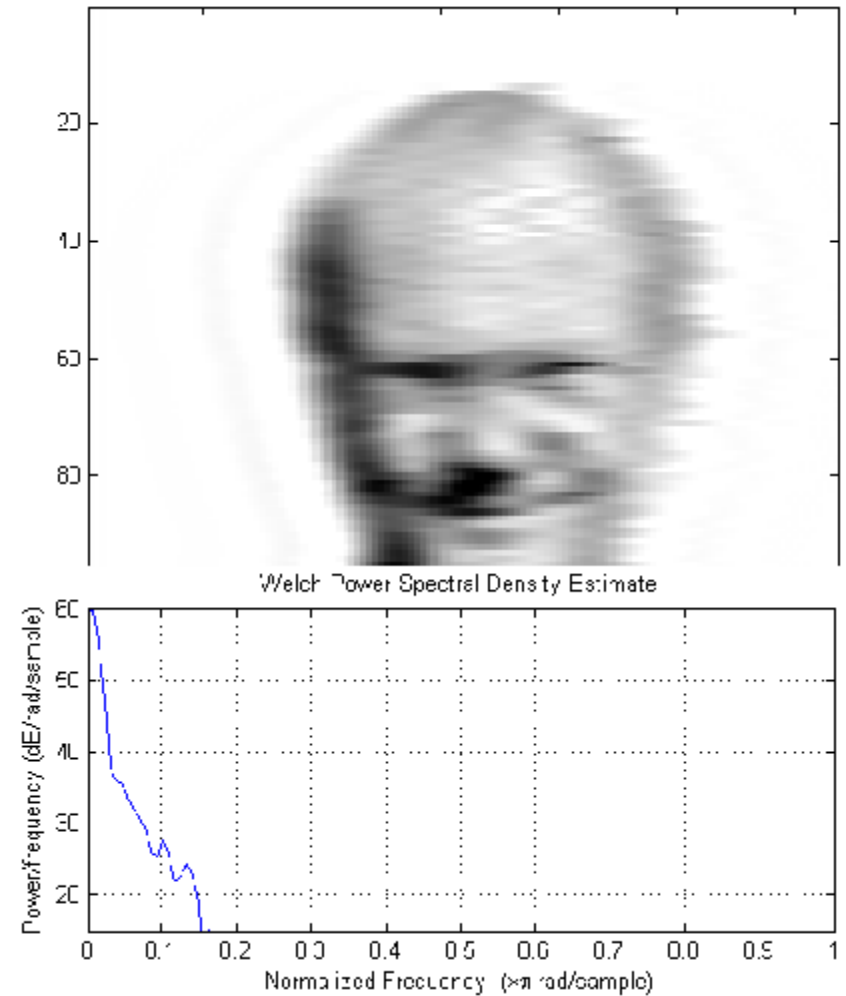 20
40
60
80
Welch Power Spectral Density Estimate
Power/frequency (dB/rad/sample)
60
50
40
30
20
0 0.1 0.2 0.3 0.4 0.5 0.6 0.7 0.8 0.9 1
Normalized Frequency (×π rad/sample)